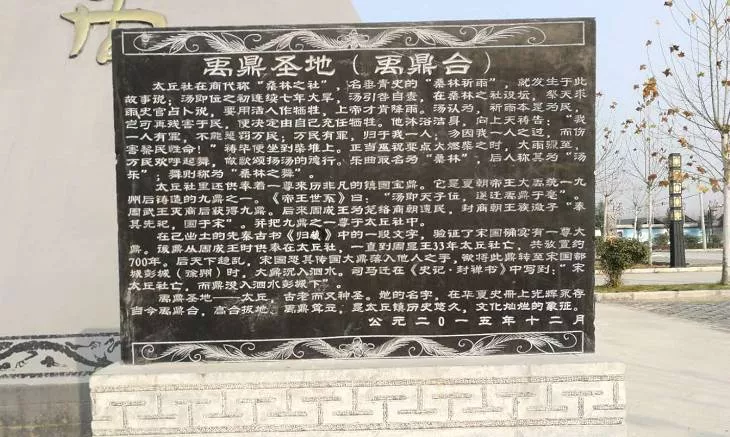 禹鼎圣地（禹鼎台）
太丘社在商代称“桑林之社”，名垂青史的“桑林祈雨”就发生于此
故事说：汤即位之初连续七年大旱，汤引咎自责，在桑林之社设坛，祭天求
雨史官占卜说，要用活人作牺牲，上帝才肯降雨。汤认为，祈雨本是为民，
岂可再残害于民，便决定由自己充任牺牲。他沐浴洁身，向上天祷告：“我
一人有罪，不能惩罚万民；万民有罪，归于我一人，勿因我一人之过，而伤
害黎民性命！”祷毕便坐到柴堆上。正当巫祝要点火燃柴之时，大雨骤至，
万民欢呼起舞，做歌颂扬汤的德行。乐曲取名为“桑林”，后人称其为“汤
乐”；舞则称为“桑林之舞”。
太丘社里还供奉着一尊来历非凡的镇国宝鼎。它是夏朝帝王大禹统一九
州后铸造的九鼎之一。《帝王世系》曰：“汤即天子位，遂迁禹鼎于亳”。
周武王灭商后获得九鼎。后来周成王为笼络商朝遗民，封商朝王族微子“奉
其先祀，国于宋”。并把九鼎之一尊于太丘社中。
在已出土的先秦古书《归藏》中的一段文字，验证了宋国确实有一尊大
鼎。该鼎从周成王时供奉在太丘社，一直到周显王33年太丘社亡，共放置约
700年。后天下趋乱，宋国恐其传国大鼎落入他人之手，欲将此鼎转至宋国都
城彭城（徐州）时，大鼎沉入泗水。司马迁在《史记·封禅书》中写到：“宋
太丘社亡，而鼎没入泗水彭城下”。
禹鼎圣地——太丘，古老而又神圣。她的名字，在华夏史册上光辉永存
当今禹鼎台，高台拔地，禹鼎耸立，是太丘镇历史悠久，文化灿烂的象征。
公元二〇一五年十二月